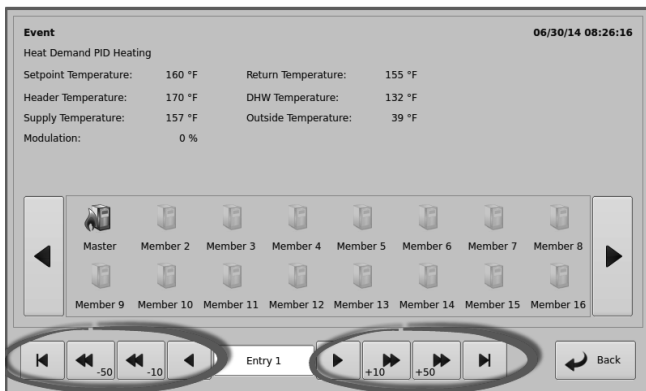 Event 06/30/14 08:26:16
Heat Demand PID Heating
Setpoint Temperature: 160 °F Return Temperature: 155 °F
Header Temperature: 170 °F DHW Temperature: 132 °F
Supply Temperature: 157 °F Outside Temperature: 39 °F
Modulation: 0 %
Master Member 2 Member 3 Member 4 Member 5 Member 6 Member 7 Member 8
Member 9 Member 10 Member 11 Member 12 Member 13 Member 14 Member 15 Member 16
-50 -10 Entry 1 +10 +50 Back